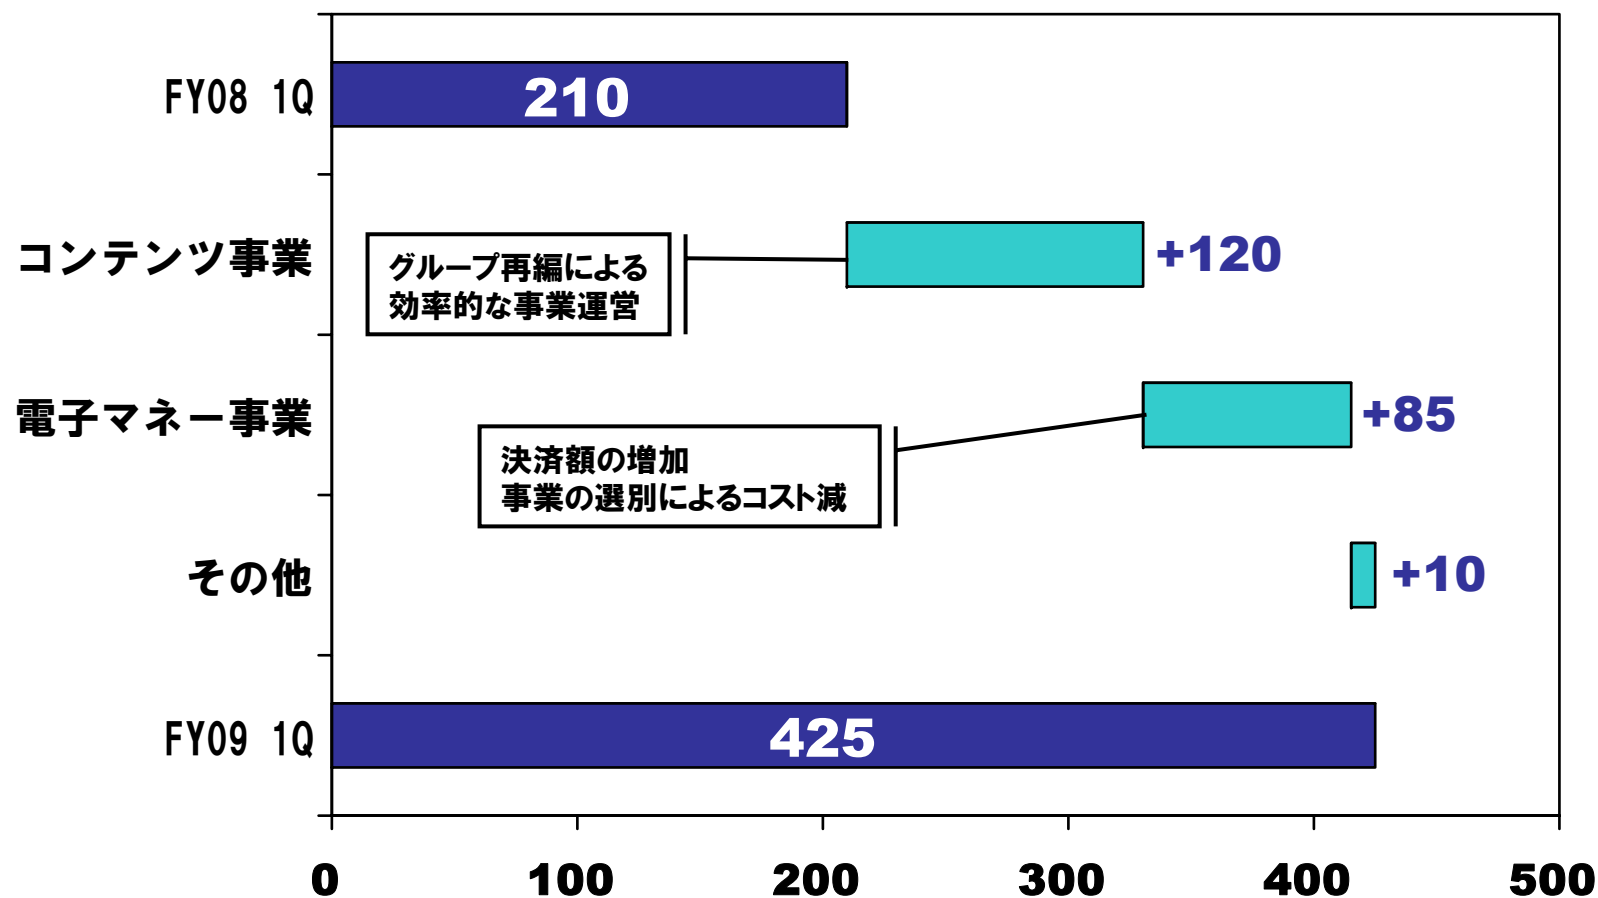 FY08 1Q
210
コンテンツ事業
グループ再編による
効率的な事業運営
+120
電子マネー事業
決済額の増加
事業の選別によるコスト減
+85
その他
+10
FY09 1Q
425
0 100 200 300 400 500